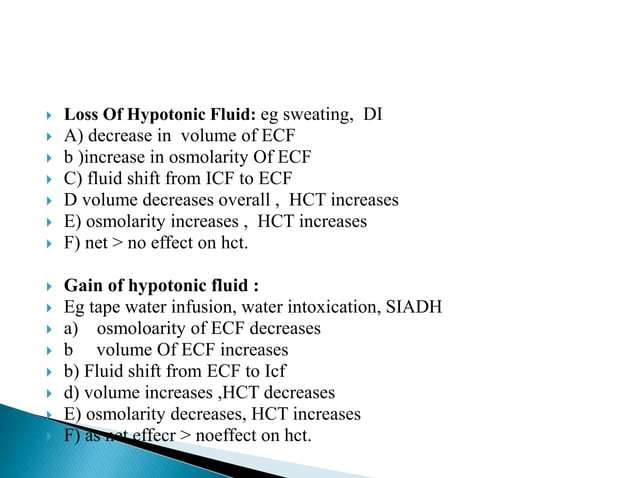 Loss Of Hypotonic Fluid: eg sweating, DI
A) decrease in volume of ECF
b )increase in osmolarity Of ECF
C) fluid shift from ICF to ECF
D volume decreases overall , HCT increases
E) osmolarity increases , HCT increases
F) net > no effect on hct.
Gain of hypotonic fluid :
Eg tape water infusion, water intoxication, SIADH
a) osmoloarity of ECF decreases
b volume Of ECF increases
b) Fluid shift from ECF to Icf
d) volume increases ,HCT decreases
E) osmolarity decreases, HCT increases
F) as net effecr > noeffect on hct.